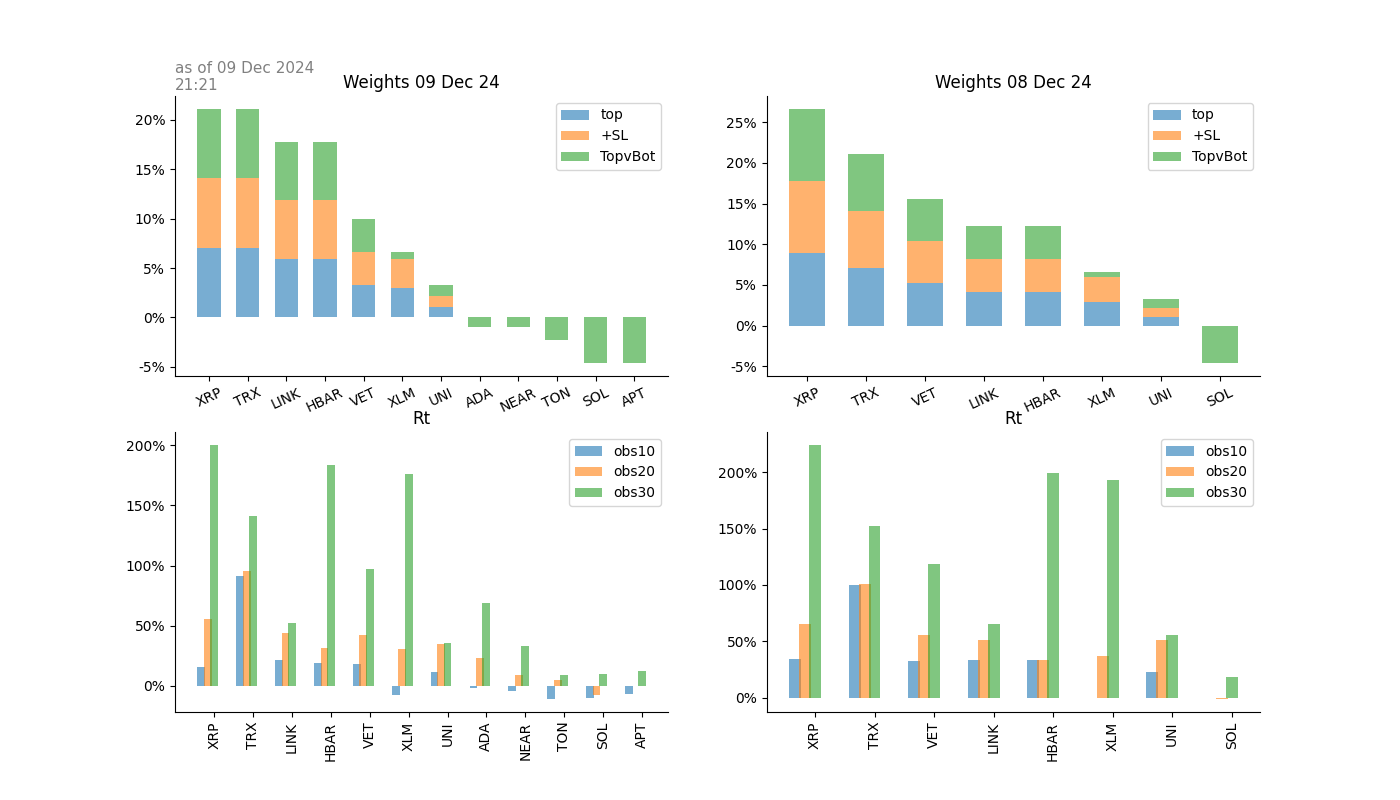 as of 09 Dec 2024
21:21
Weights 09 Dec 24
20%
15%
10%
5%
0%
-5%
top
+SL
TopvBot
XRP TRX LINK HBAR VET XLM UNI ADA NEAR TON SOL APT
Weights 08 Dec 24
25%
20%
15%
10%
5%
0%
-5%
top
+SL
TopvBot
XRP TRX VET LINK HBAR XLM UNI SOL
Rt
200%
150%
100%
50%
0%
obs10
obs20
obs30
XRP TRX LINK HBAR VET XLM UNI ADA NEAR TON SOL APT
Rt
200%
150%
100%
50%
0%
obs10
obs20
obs30
XRP TRX VET LINK HBAR XLM UNI SOL